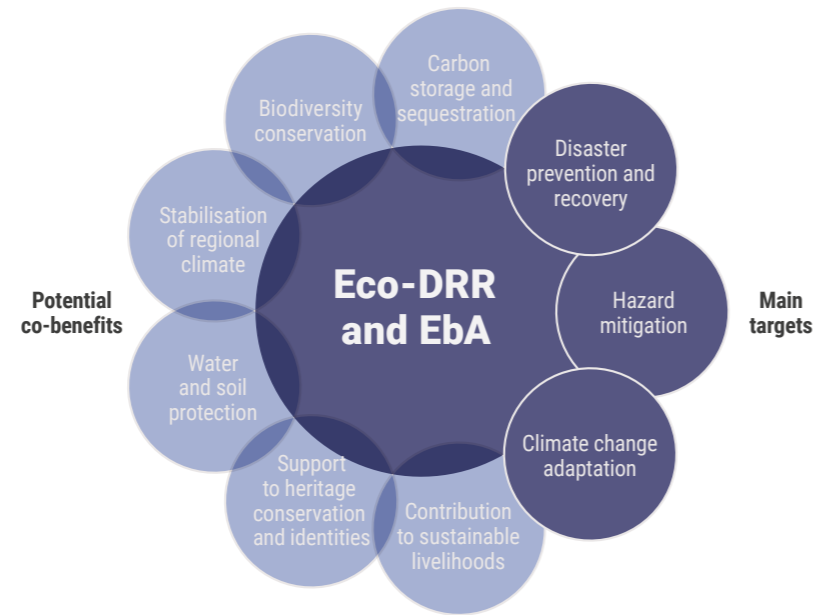 Carbon
storage and
sequestration
Biodiversity
conservation
Disaster
prevention and
recovery
Stabilisation
of regional
climate
Eco-DRR
and EbA
Potential
co-benefits
Hazard
mitigation
Main
targets
Water
and soil
protection
Climate change
adaptation
Support
to heritage
conservation
and identities
Contribution
to sustainable
livelihoods